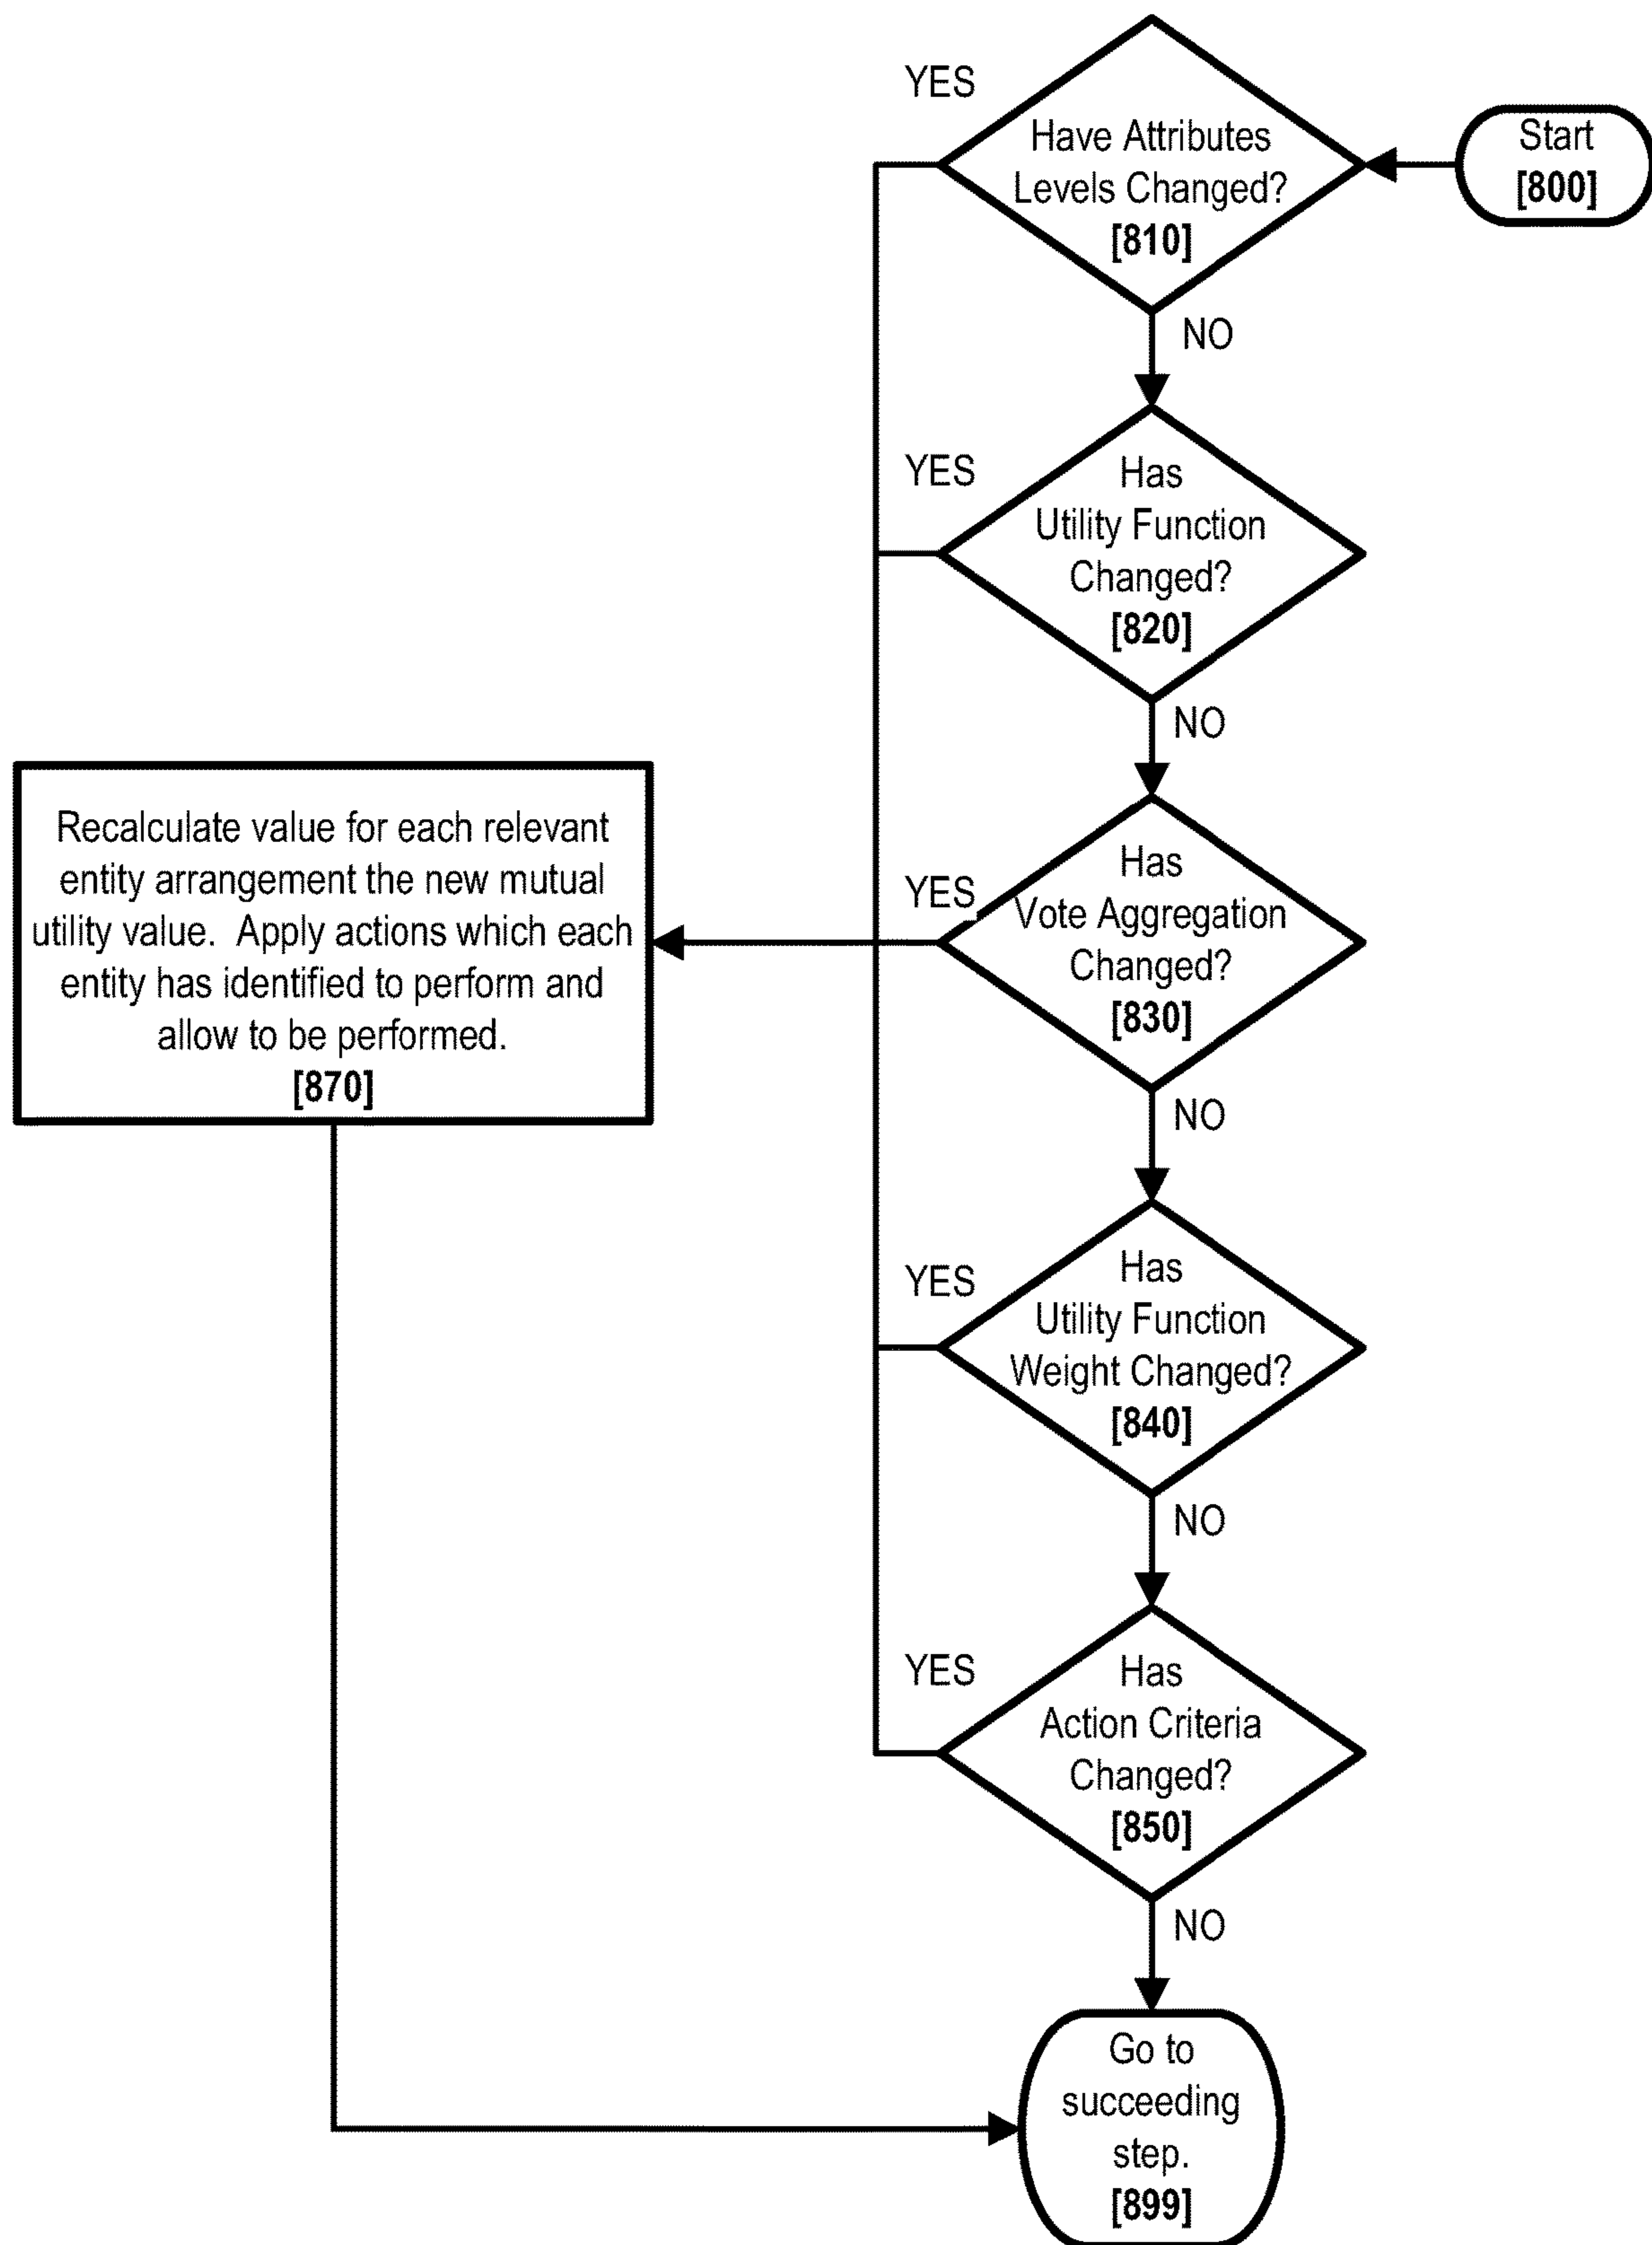 YES
Have Attributes
Levels Changed?
[810]
Start
[800]
NO
YES
Has
Utility Function
Changed?
[820]
NO
YES
Has
Vote Aggregation
Changed?
[830]
Recalculate value for each relevant
entity arrangement the new mutual
utility value. Apply actions which each
entity has identified to perform and
allow to be performed.
[870]
NO
YES
Has
Utility Function
Weight Changed?
[840]
NO
YES
Has
Action Criteria
Changed?
[850]
NO
Go to
succeeding
step.
[899]